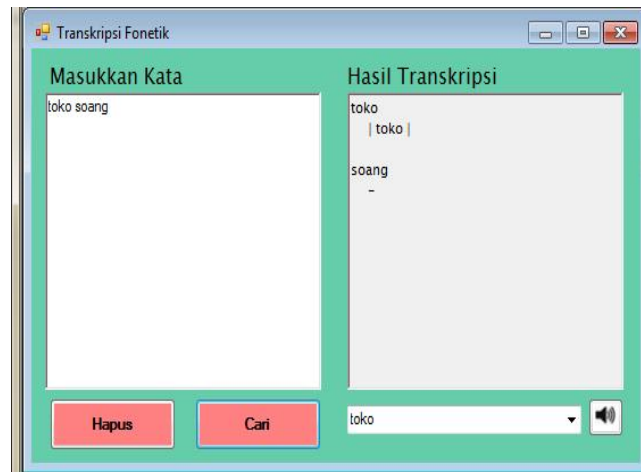 Transkripsi Fonetik
Masukkan Kata
toko soang
Hasil Transkripsi
toko
| toko |
soang
-
Hapus
Cari
toko